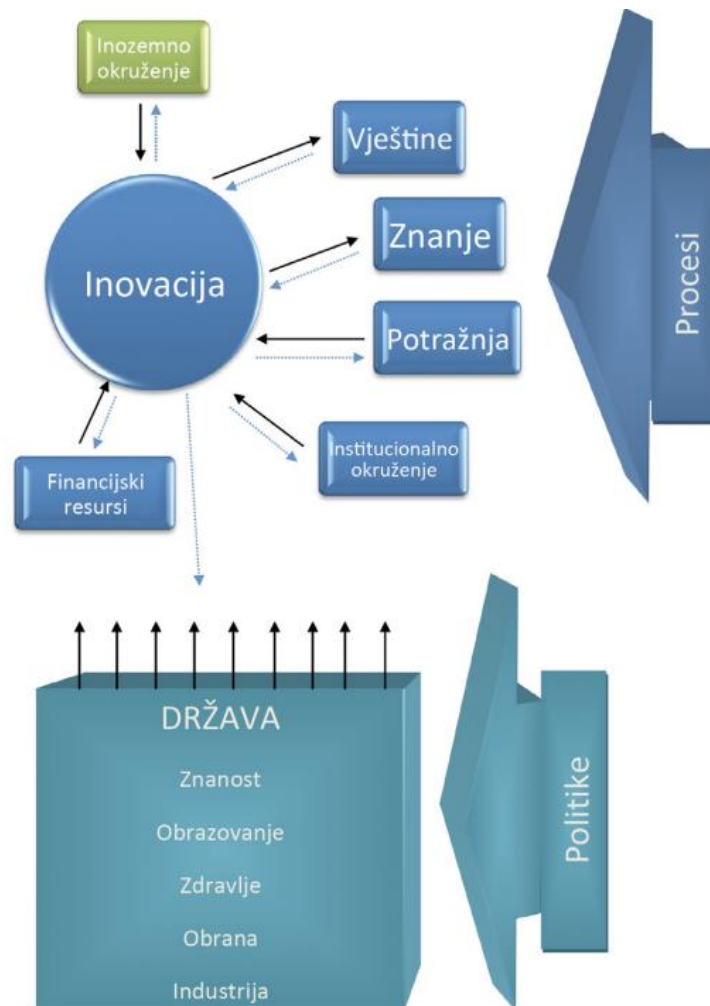 Inozemno
okruženje
Vještine
Znanje
Inovacija
Potražnja
Institucionalno
okruženje
Financijski
resursi
Procesi
DRŽAVA
Znanost
Obrazovanje
Zdravlje
Obrana
Industrija
Politike